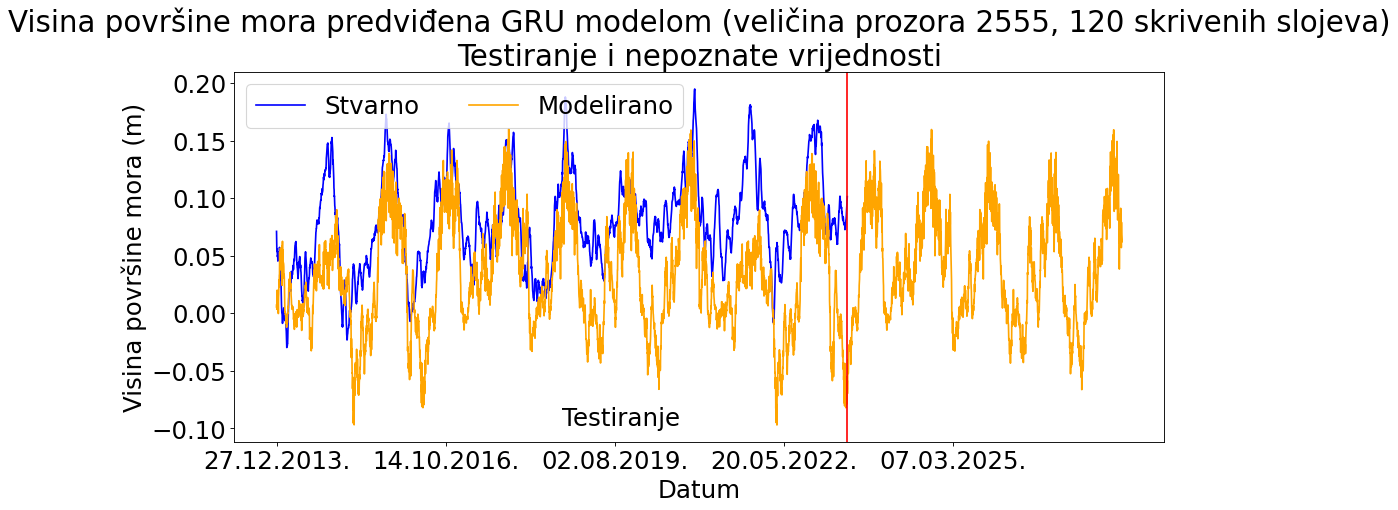 Visina površine mora predviđena GRU modelom (veličina prozora 2555, 120 skrivenih slojeva)
Testiranje i nepoznate vrijednosti
Stvarno Modelirano
Visina površine mora (m)
0.20
0.15
0.10
0.05
0.00
−0.05
−0.10
Testiranje
27.12.2013. 14.10.2016. 02.08.2019. 20.05.2022. 07.03.2025.
Datum